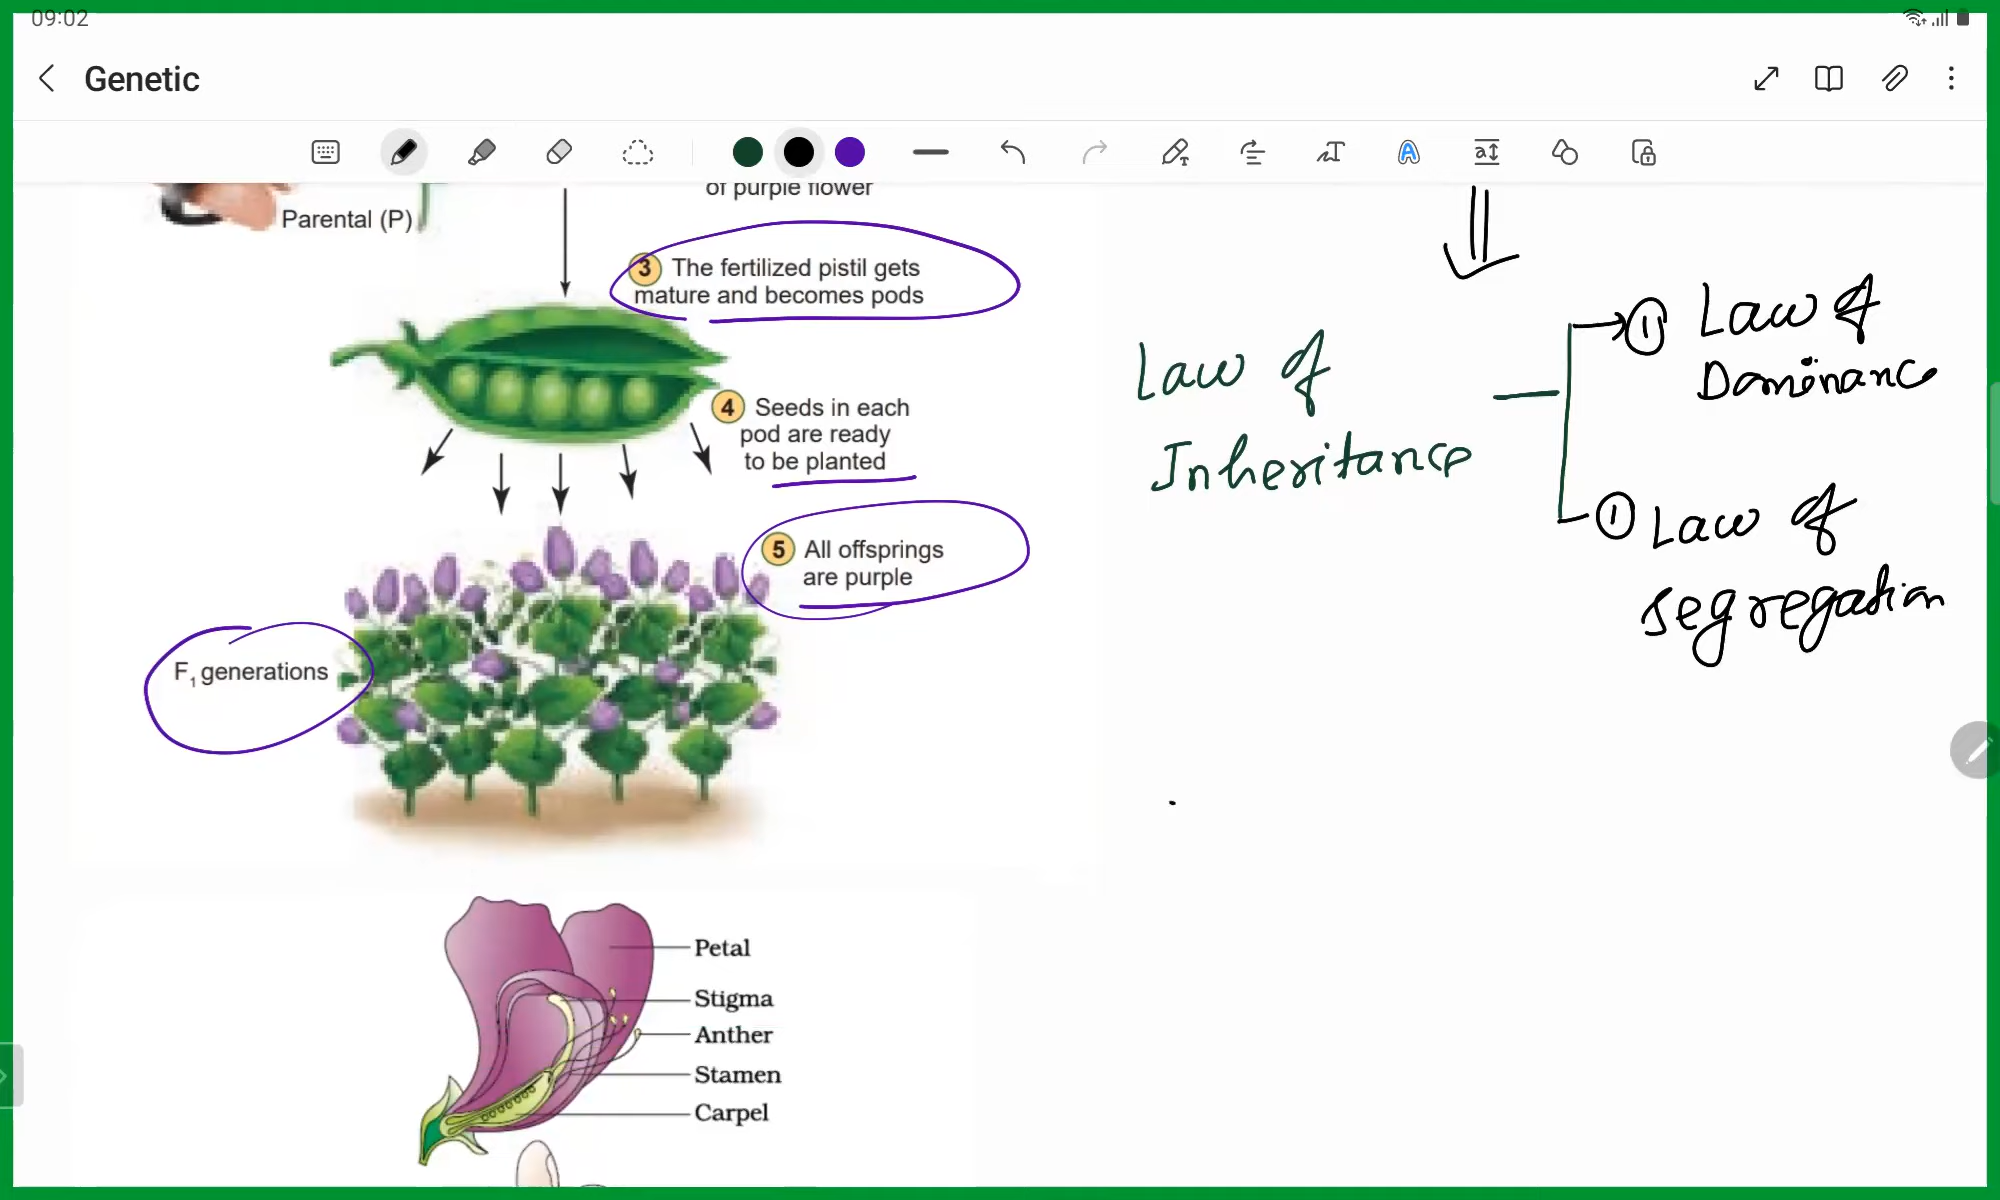 09:02
Genetic
of purple flower
Parental (P)
3 The fertilized pistil gets
mature and becomes pods
4 Seeds in each
pod are ready
to be planted
5 All offsprings
are purple
F1 generations
Petal
Stigma
Anther
Stamen
Carpel
Law of
Inheritance
1 Law of
Dominance
1 Law of
segregation